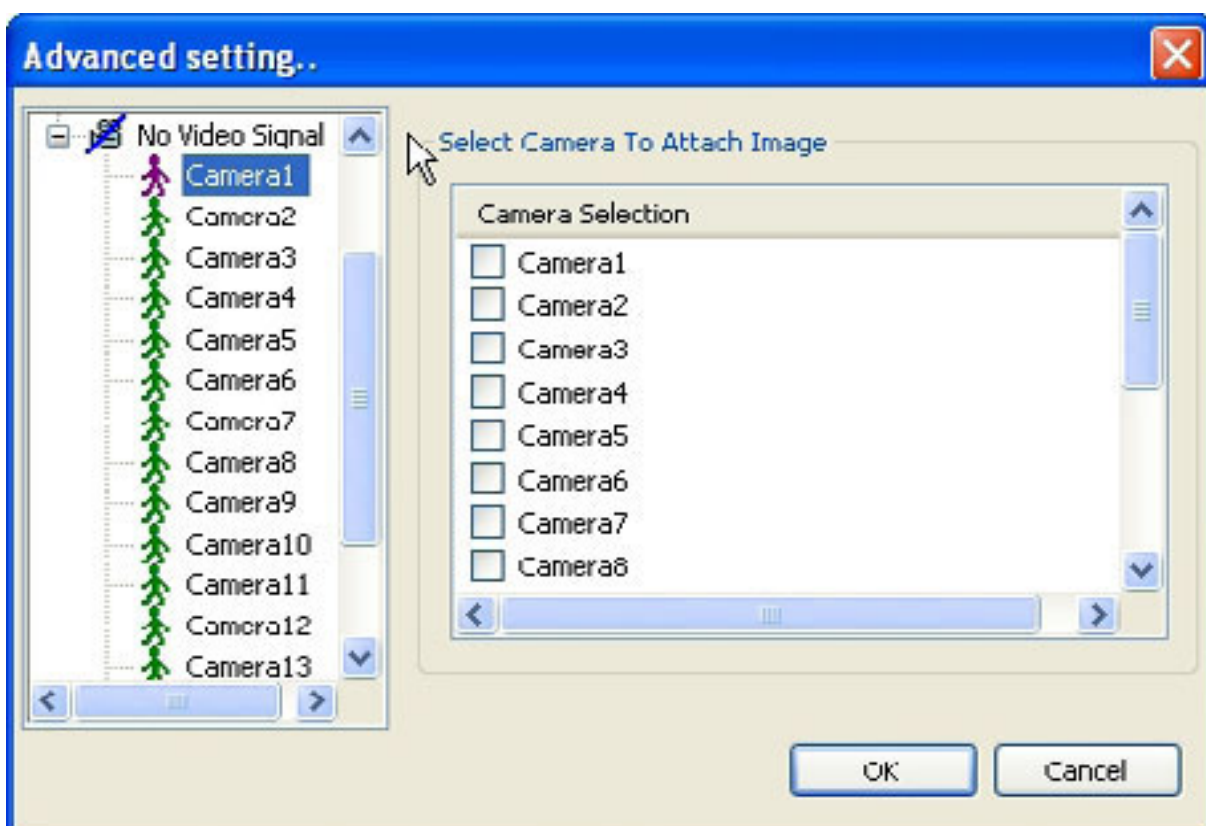 Advanced setting..
No Video Signal
Camera1
Camera2
Camera3
Camera4
Camera5
Camera6
Camera7
Camera8
Camera9
Camera10
Camera11
Camera12
Camera13
Select Camera To Attach Image
Camera Selection
Camera1
Camera2
Camera3
Camera4
Camera5
Camera6
Camera7
Camera8
OK
Cancel